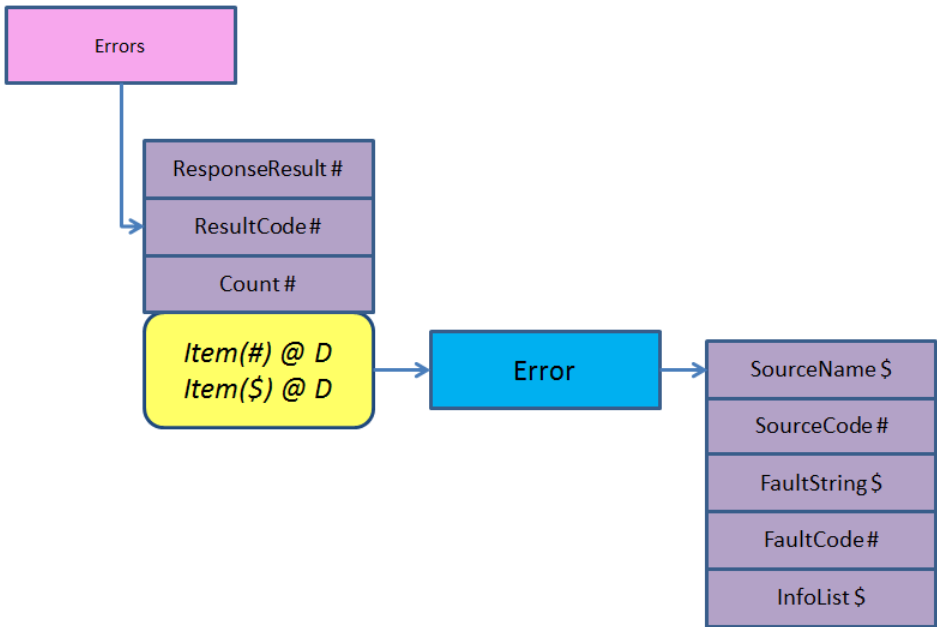 Errors
ResponseResult #
ResultCode #
Count #
Item(#) @ D
Item($) @ D
Error
SourceName $
SourceCode #
FaultString $
FaultCode #
InfoList $